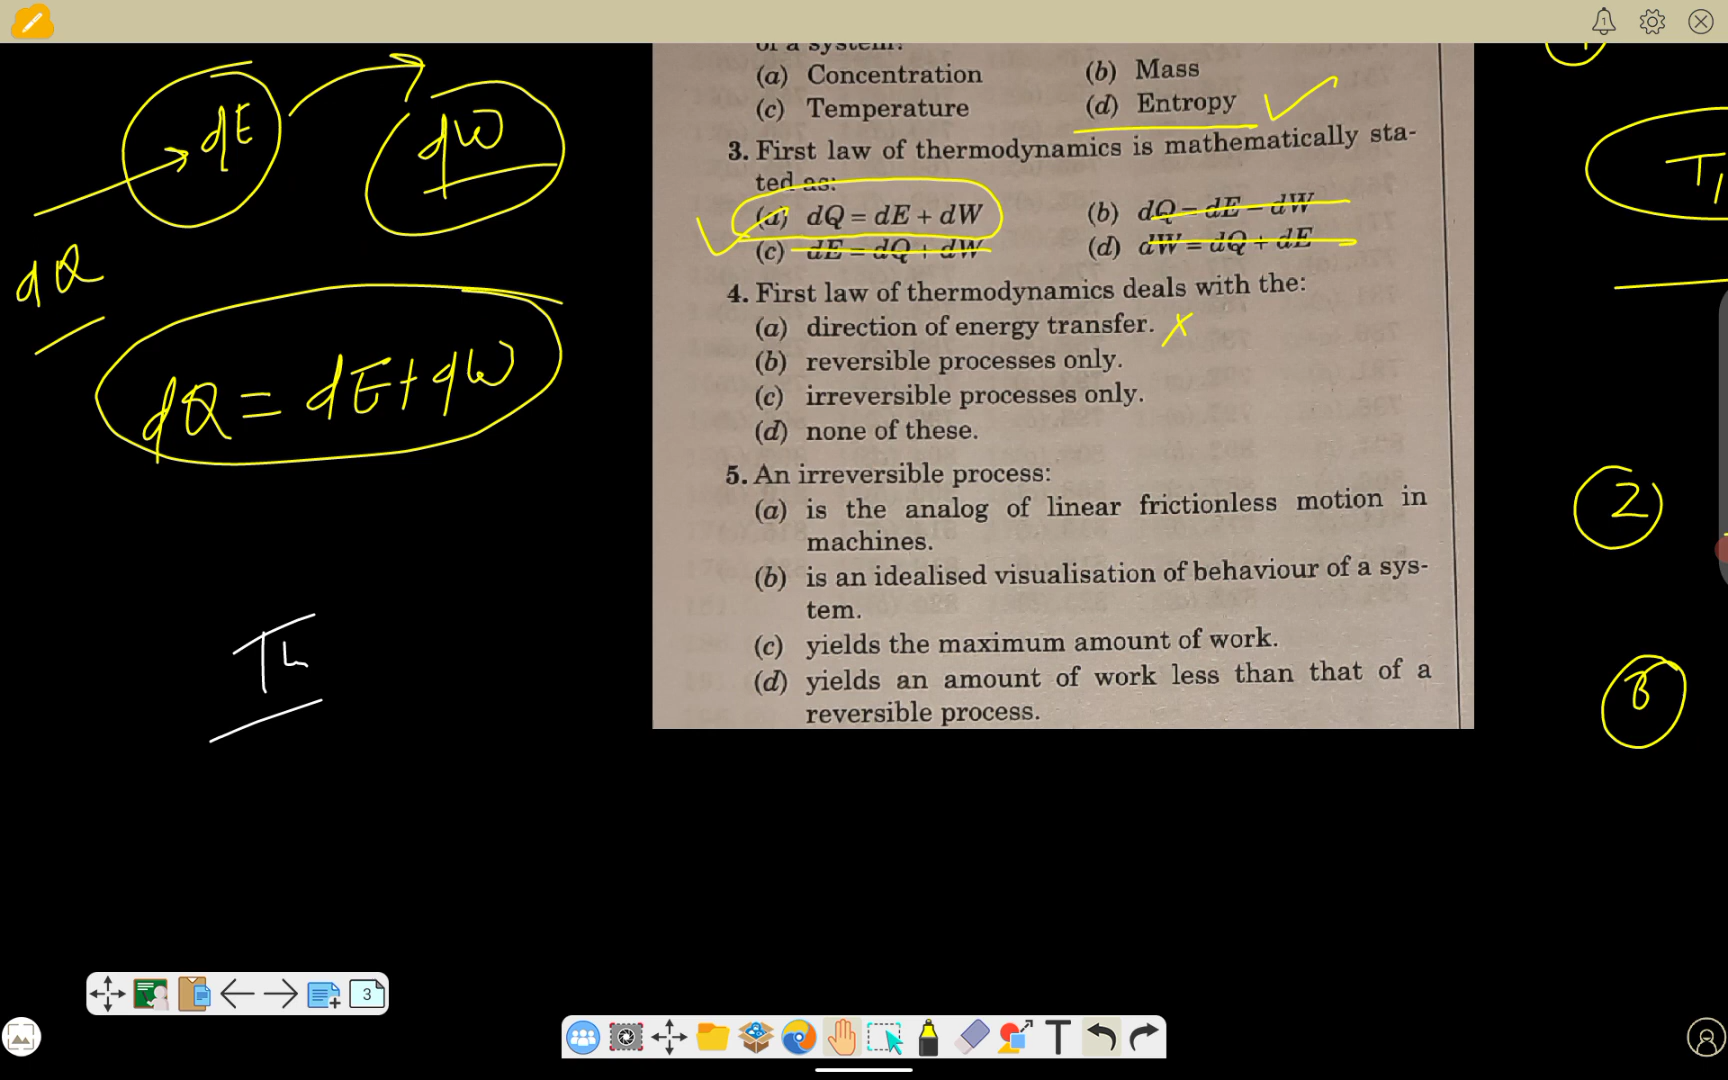 dE
dW
dQ
dQ = dE + dW
Th
of a system?
(a) Concentration (b) Mass
(c) Temperature (d) Entropy
3. First law of thermodynamics is mathematically sta-
ted as:
(a) dQ = dE + dW (b) dQ = dE – dW
(c) dE = dQ + dW (d) dW = dQ + dE
4. First law of thermodynamics deals with the:
(a) direction of energy transfer. x
(b) reversible processes only.
(c) irreversible processes only.
(d) none of these.
5. An irreversible process:
(a) is the analog of linear frictionless motion in
machines.
(b) is an idealised visualisation of behaviour of a sys-
tem.
(c) yields the maximum amount of work.
(d) yields an amount of work less than that of a
reversible process.
T1
2
3
1